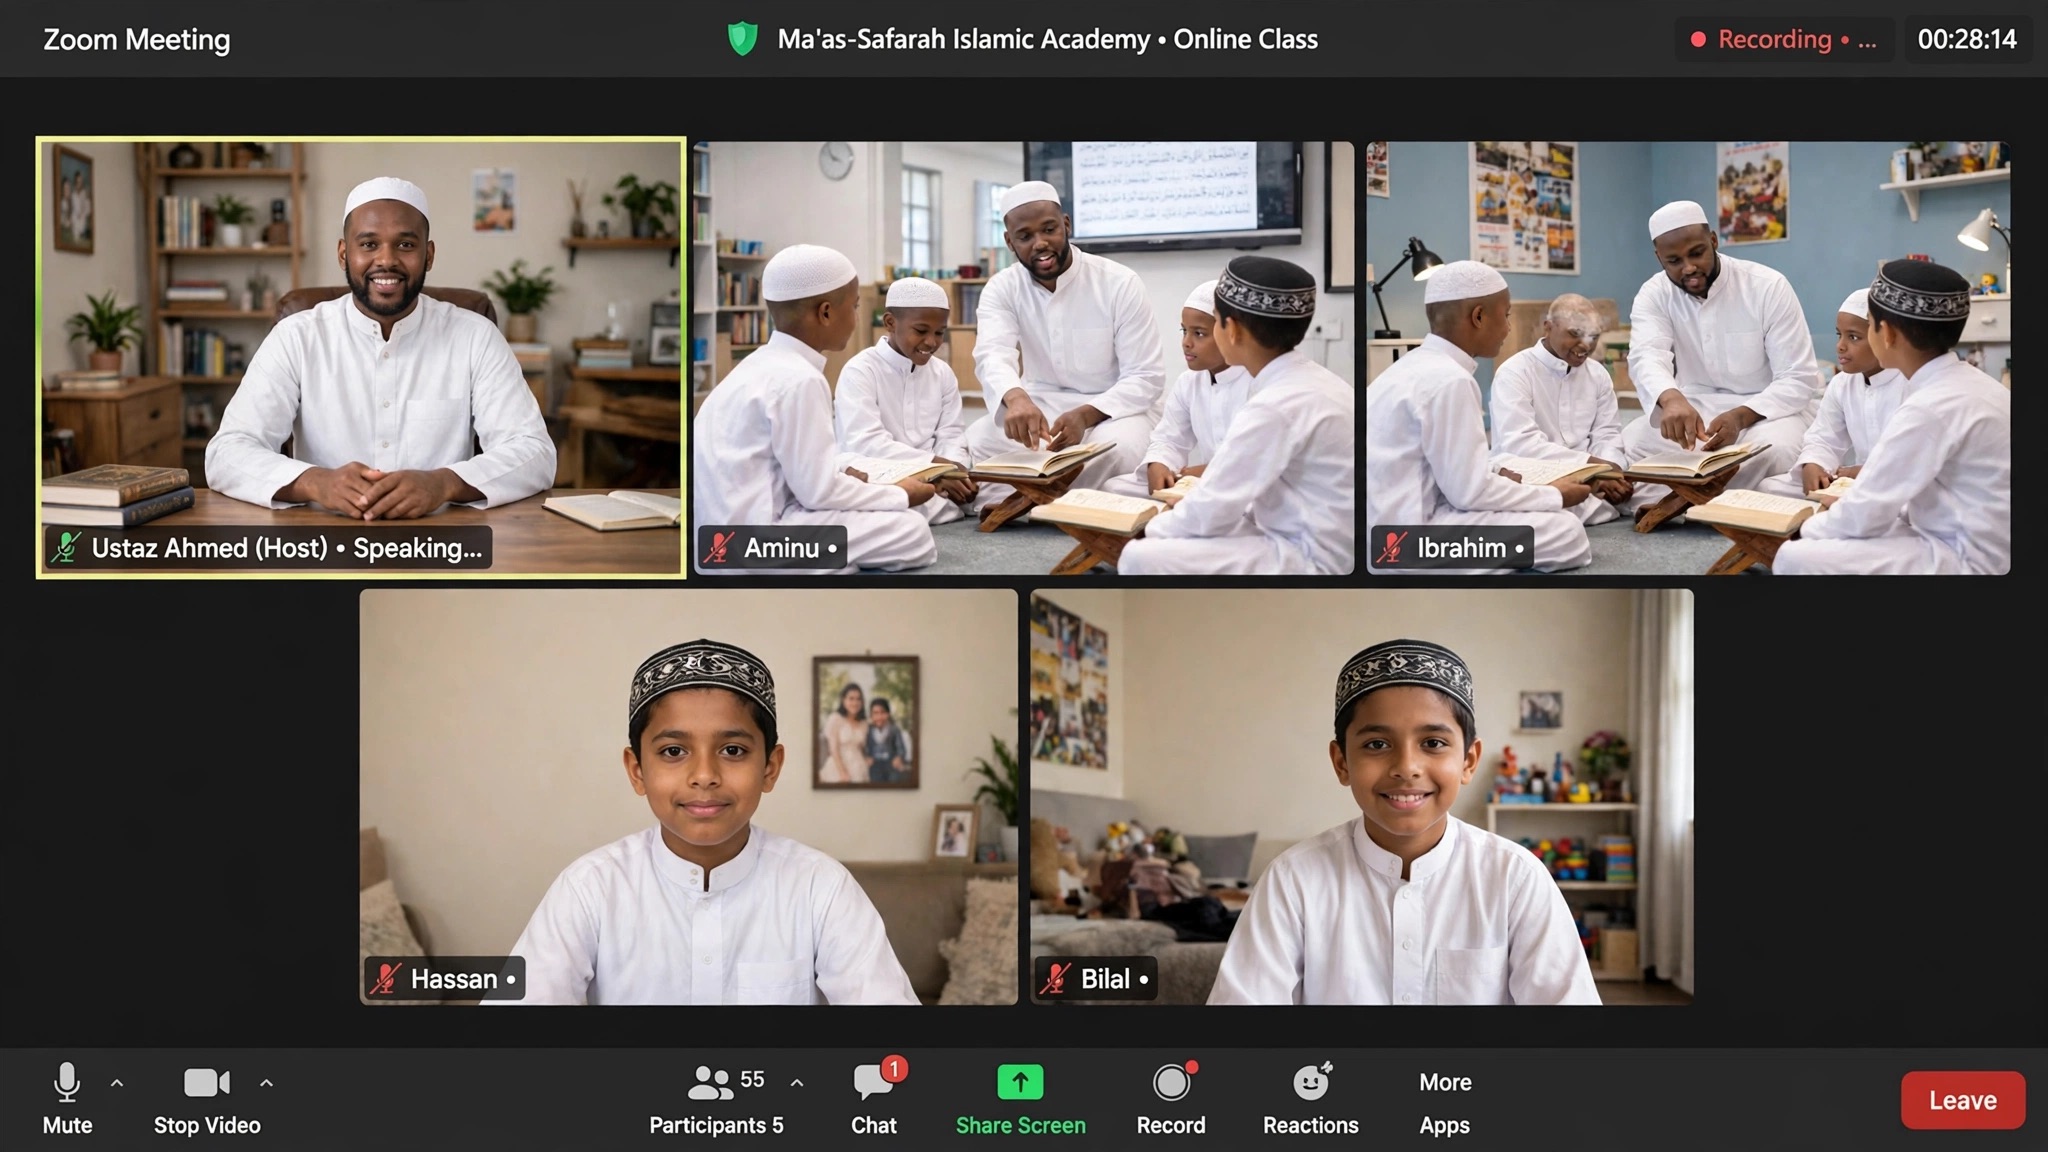 Zoom Meeting
Ma'as-Safarah Islamic Academy • Online Class
Recording • ...
00:28:14
Ustaz Ahmed (Host) • Speaking...
Aminu •
Ibrahim •
Hassan •
Bilal •
Mute
Stop Video
55
Participants 5
1
Chat
Share Screen
Record
Reactions
More
Apps
Leave